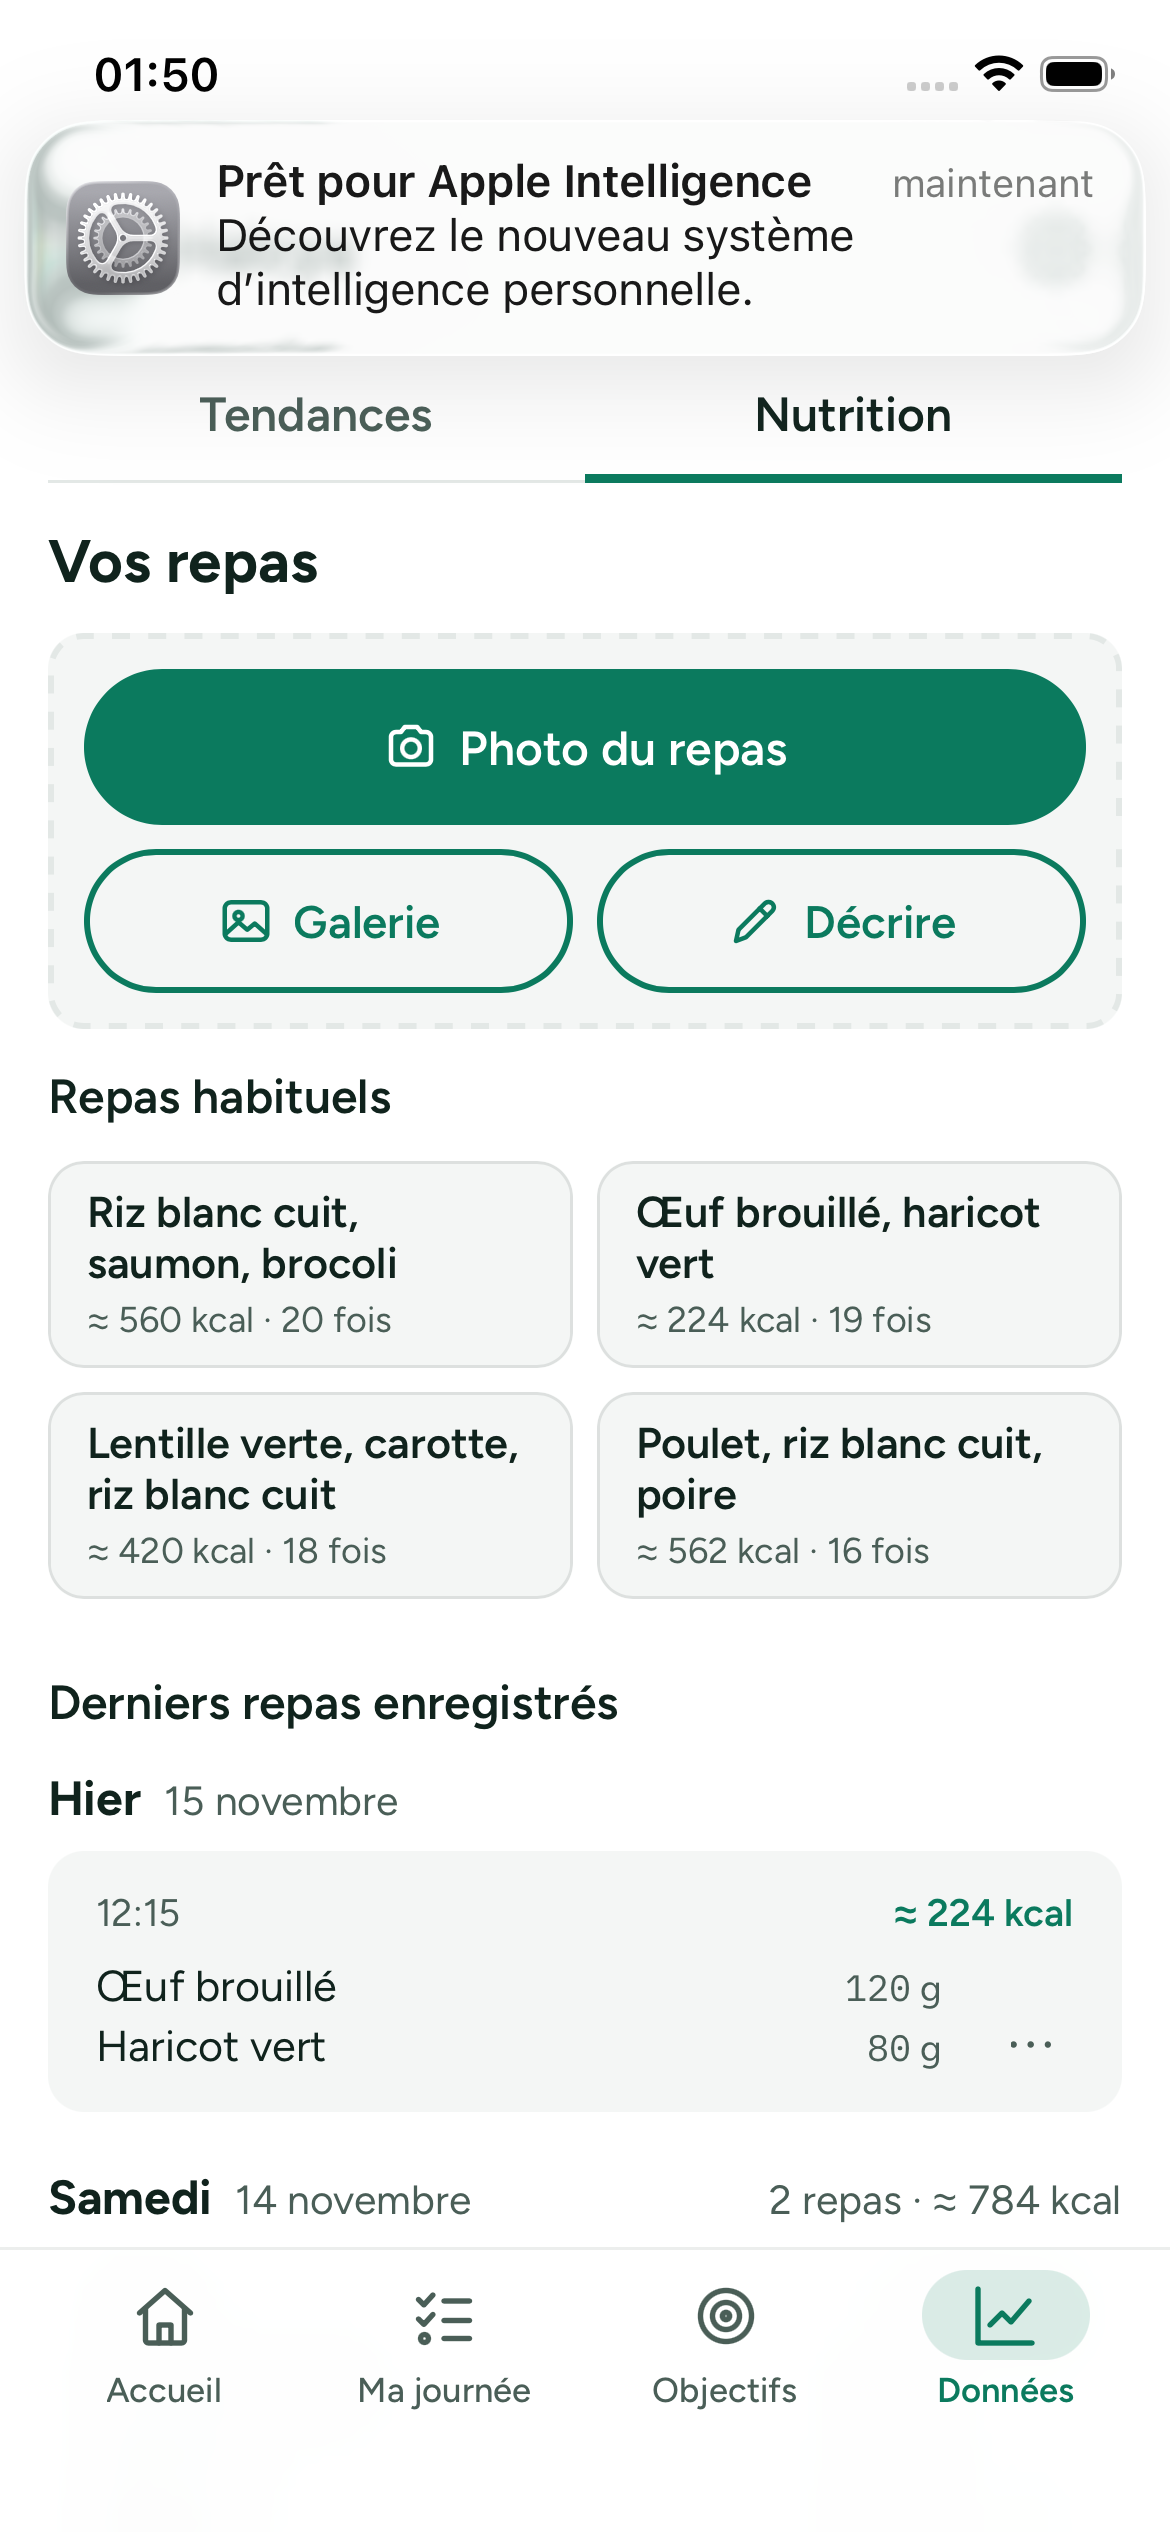 01:50
Prêt pour Apple Intelligence
maintenant
Découvrez le nouveau système
d’intelligence personnelle.
Tendances
Nutrition
Vos repas
Photo du repas
Galerie
Décrire
Repas habituels
Riz blanc cuit,
saumon, brocoli
≈ 560 kcal · 20 fois
Œuf brouillé, haricot
vert
≈ 224 kcal · 19 fois
Lentille verte, carotte,
riz blanc cuit
≈ 420 kcal · 18 fois
Poulet, riz blanc cuit,
poire
≈ 562 kcal · 16 fois
Derniers repas enregistrés
Hier 15 novembre
12:15 ≈ 224 kcal
Œuf brouillé 120 g
Haricot vert 80 g
Samedi 14 novembre 2 repas · ≈ 784 kcal
Accueil
Ma journée
Objectifs
Données